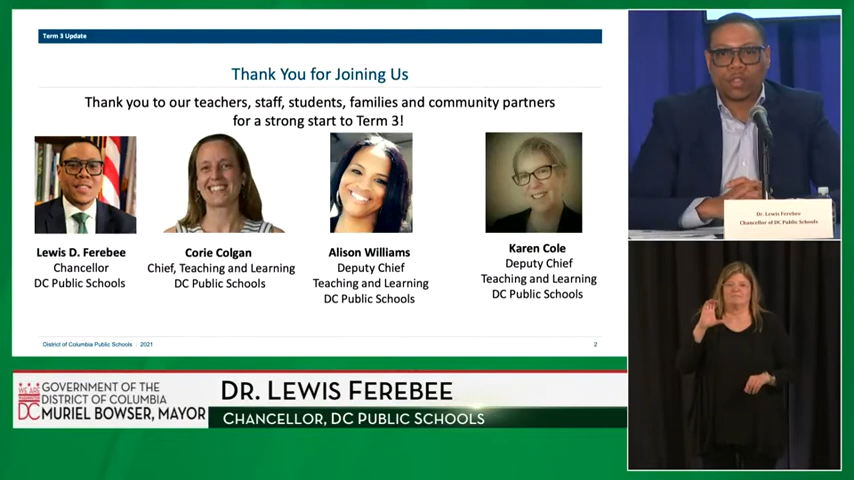 Term 3 Update
Thank You for Joining Us
Thank you to our teachers, staff, students, families and community partners
for a strong start to Term 3!
Lewis D. Ferebee
Chancellor
DC Public Schools
Corie Colgan
Chief, Teaching and Learning
DC Public Schools
Alison Williams
Deputy Chief
Teaching and Learning
DC Public Schools
Karen Cole
Deputy Chief
Teaching and Learning
DC Public Schools
District of Columbia Public Schools | 2021
2
Dr. Lewis Ferebee
Chancellor of DC Public Schools
WE ARE
DC
GOVERNMENT OF THE
DISTRICT OF COLUMBIA
MURIEL BOWSER, MAYOR
DR. LEWIS FEREBEE
CHANCELLOR, DC PUBLIC SCHOOLS